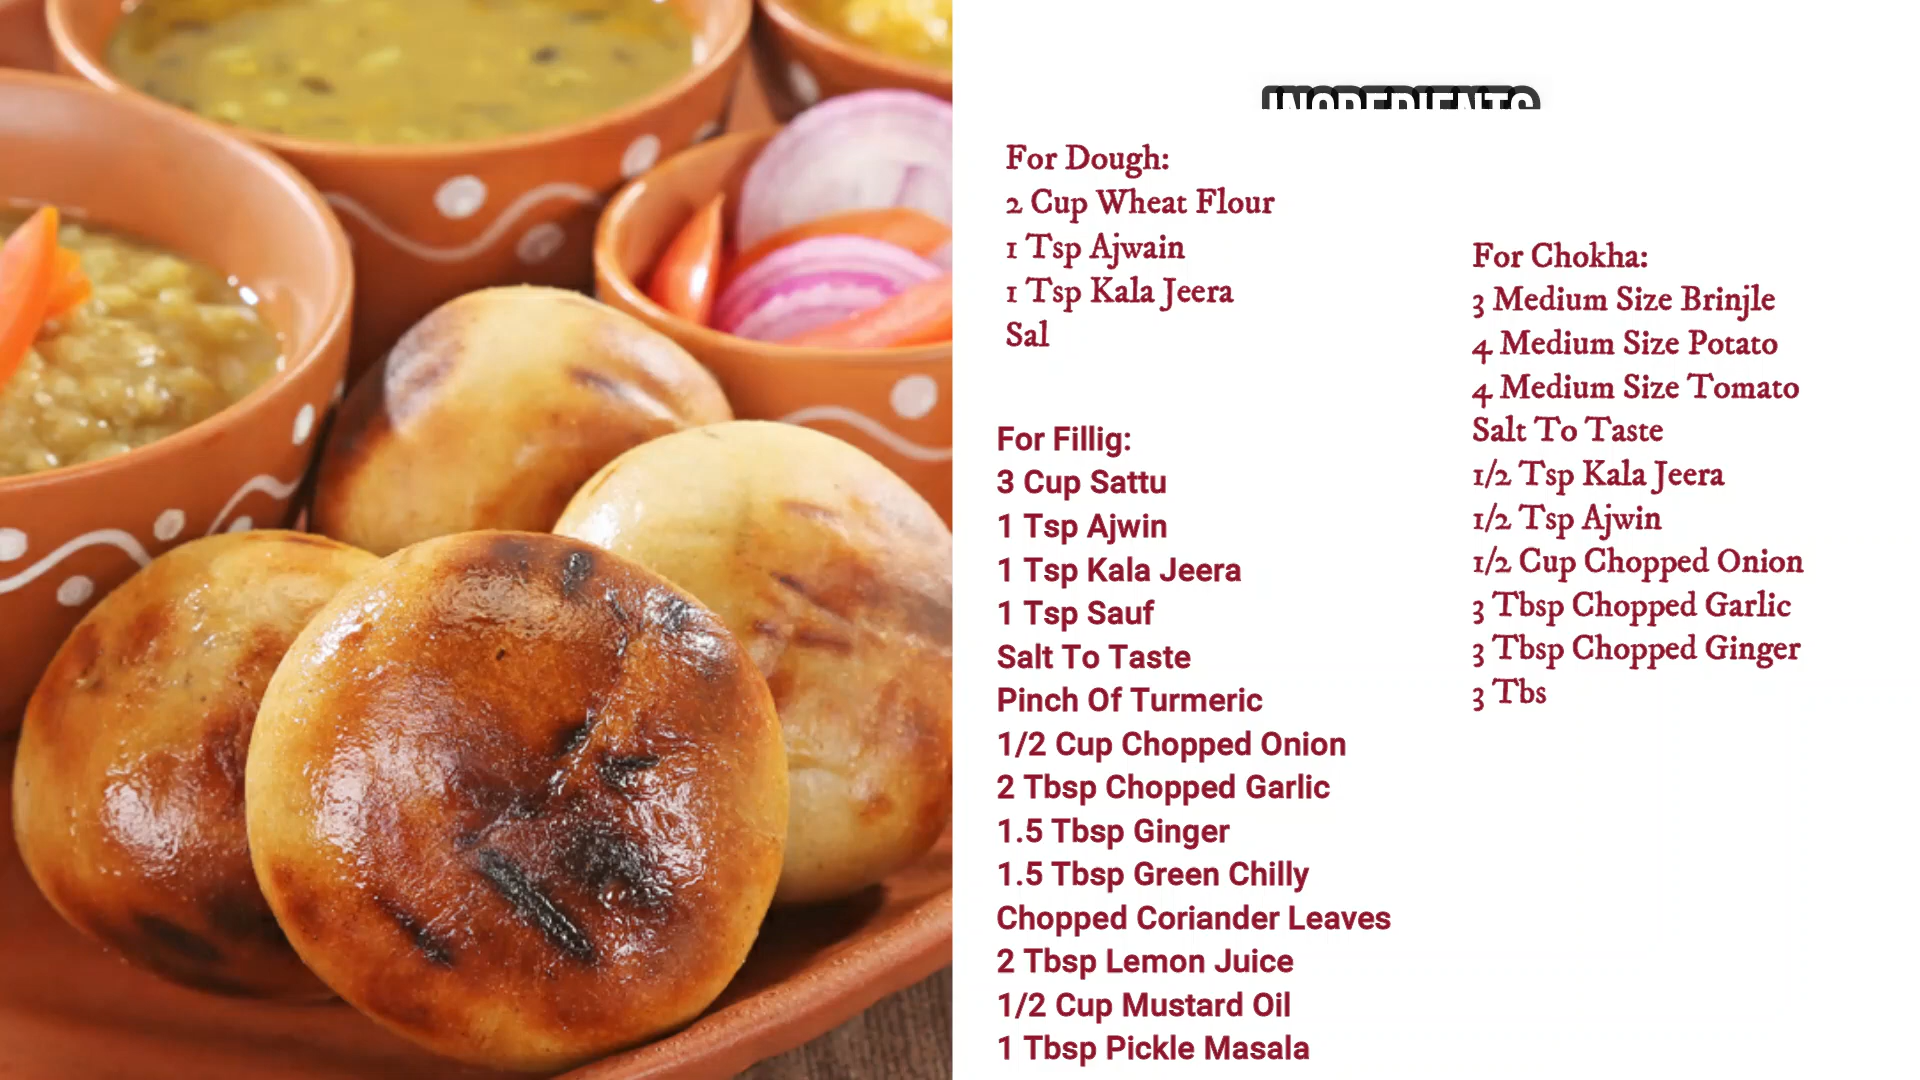 INGREDIENTS
For Dough:
2 Cup Wheat Flour
1 Tsp Ajwain
1 Tsp Kala Jeera
Sal
For Fillig:
3 Cup Sattu
1 Tsp Ajwin
1 Tsp Kala Jeera
1 Tsp Sauf
Salt To Taste
Pinch Of Turmeric
1/2 Cup Chopped Onion
2 Tbsp Chopped Garlic
1.5 Tbsp Ginger
1.5 Tbsp Green Chilly
Chopped Coriander Leaves
2 Tbsp Lemon Juice
1/2 Cup Mustard Oil
1 Tbsp Pickle Masala
For Chokha:
3 Medium Size Brinjle
4 Medium Size Potato
4 Medium Size Tomato
Salt To Taste
1/2 Tsp Kala Jeera
1/2 Tsp Ajwin
1/2 Cup Chopped Onion
3 Tbsp Chopped Garlic
3 Tbsp Chopped Ginger
3 Tbs